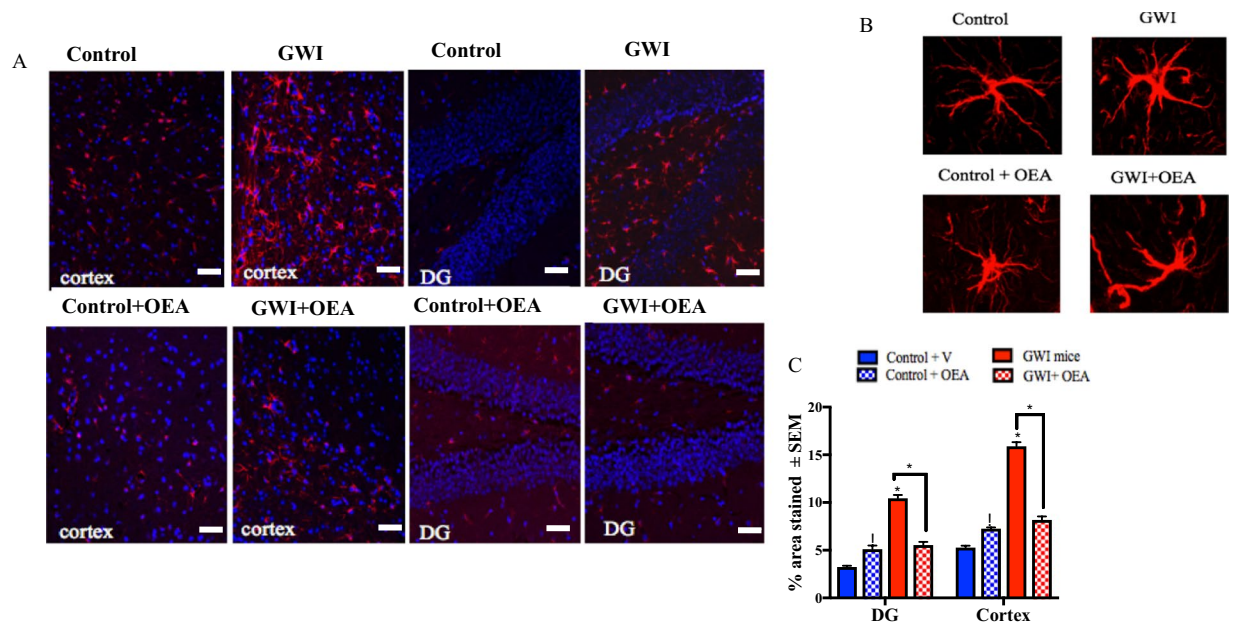 A
Control
GWI
Control
GWI
cortex
cortex
DG
DG
Control+OEA
GWI+OEA
Control+OEA
GWI+OEA
cortex
cortex
DG
DG
B
Control
GWI
Control + OEA
GWI+OEA
C
Control + V
GWI mice
Control + OEA
GWI+ OEA
% area stained ± SEM
20
15
10
5
0
!
*
*
!
*
*
DG
Cortex